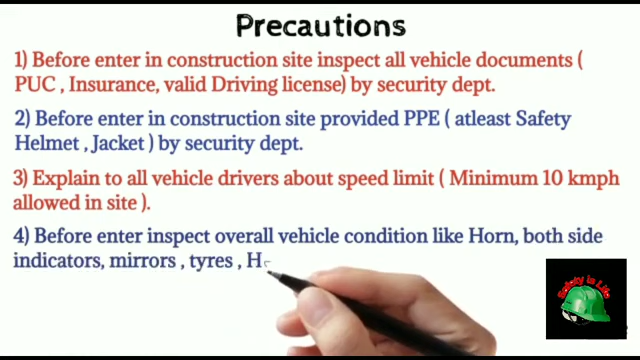 Precautions
1) Before enter in construction site inspect all vehicle documents (
PUC , Insurance, valid Driving license) by security dept.
2) Before enter in construction site provided PPE ( atleast Safety
Helmet , Jacket ) by security dept.
3) Explain to all vehicle drivers about speed limit ( Minimum 10 kmph
allowed in site ).
4) Before enter inspect overall vehicle condition like Horn, both side
indicators, mirrors , tyres , H
Safety is Life